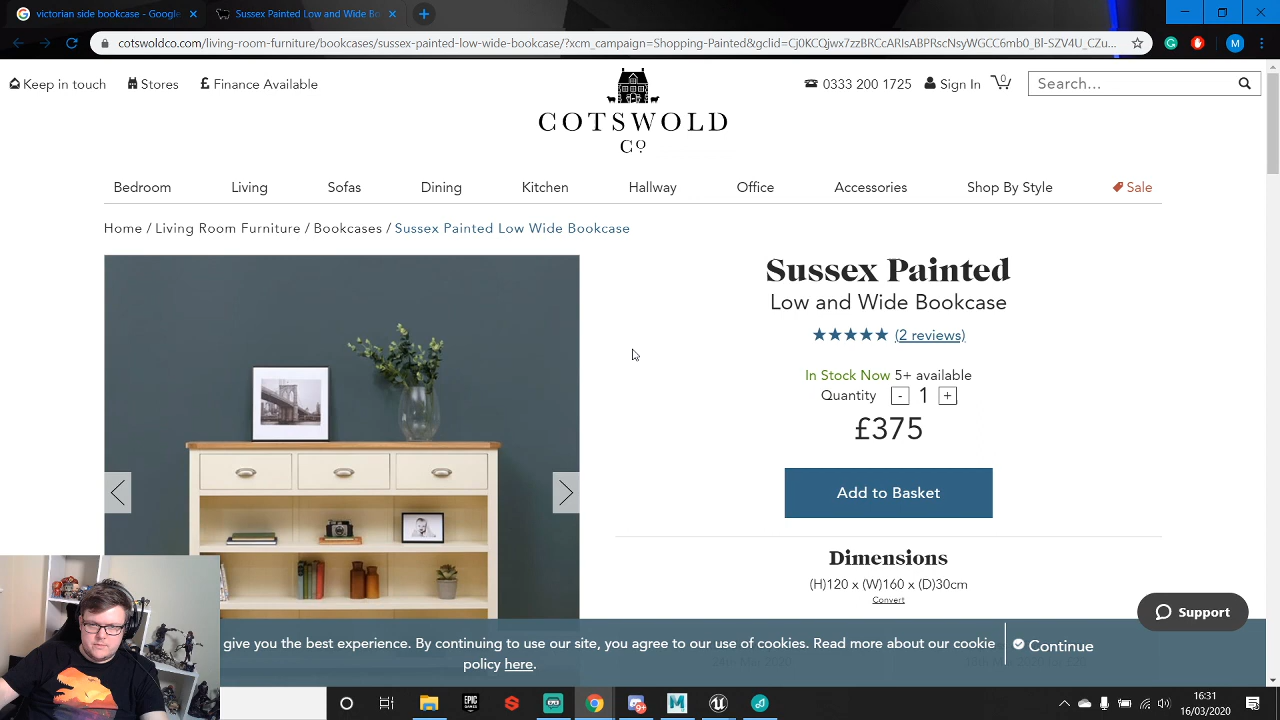 victorian side bookcase - Google
Sussex Painted Low and Wide Bo
cotswoldco.com/living-room-furniture/bookcases/sussex-painted-low-wide-bookcase/?xcm_campaign=Shopping-Painted&gclid=Cj0KCQjwx7zzBRCcARIsABPRscNsyWGCC6mb0_Bl-SZV4U_CZu...
M
Keep in touch
Stores
£ Finance Available
0333 200 1725
Sign In
0
Search...
COTSWOLD
Co
Bedroom
Living
Sofas
Dining
Kitchen
Hallway
Office
Accessories
Shop By Style
Sale
Home / Living Room Furniture / Bookcases / Sussex Painted Low Wide Bookcase
Sussex Painted
Low and Wide Bookcase
(2 reviews)
In Stock Now 5+ available
Quantity - 1 +
£375
Add to Basket
Dimensions
(H)120 x (W)160 x (D)30cm
Convert
Support
give you the best experience. By continuing to use our site, you agree to our use of cookies. Read more about our cookie
policy here.
Continue
EPIC
GAMES
M
16:31
16/03/2020